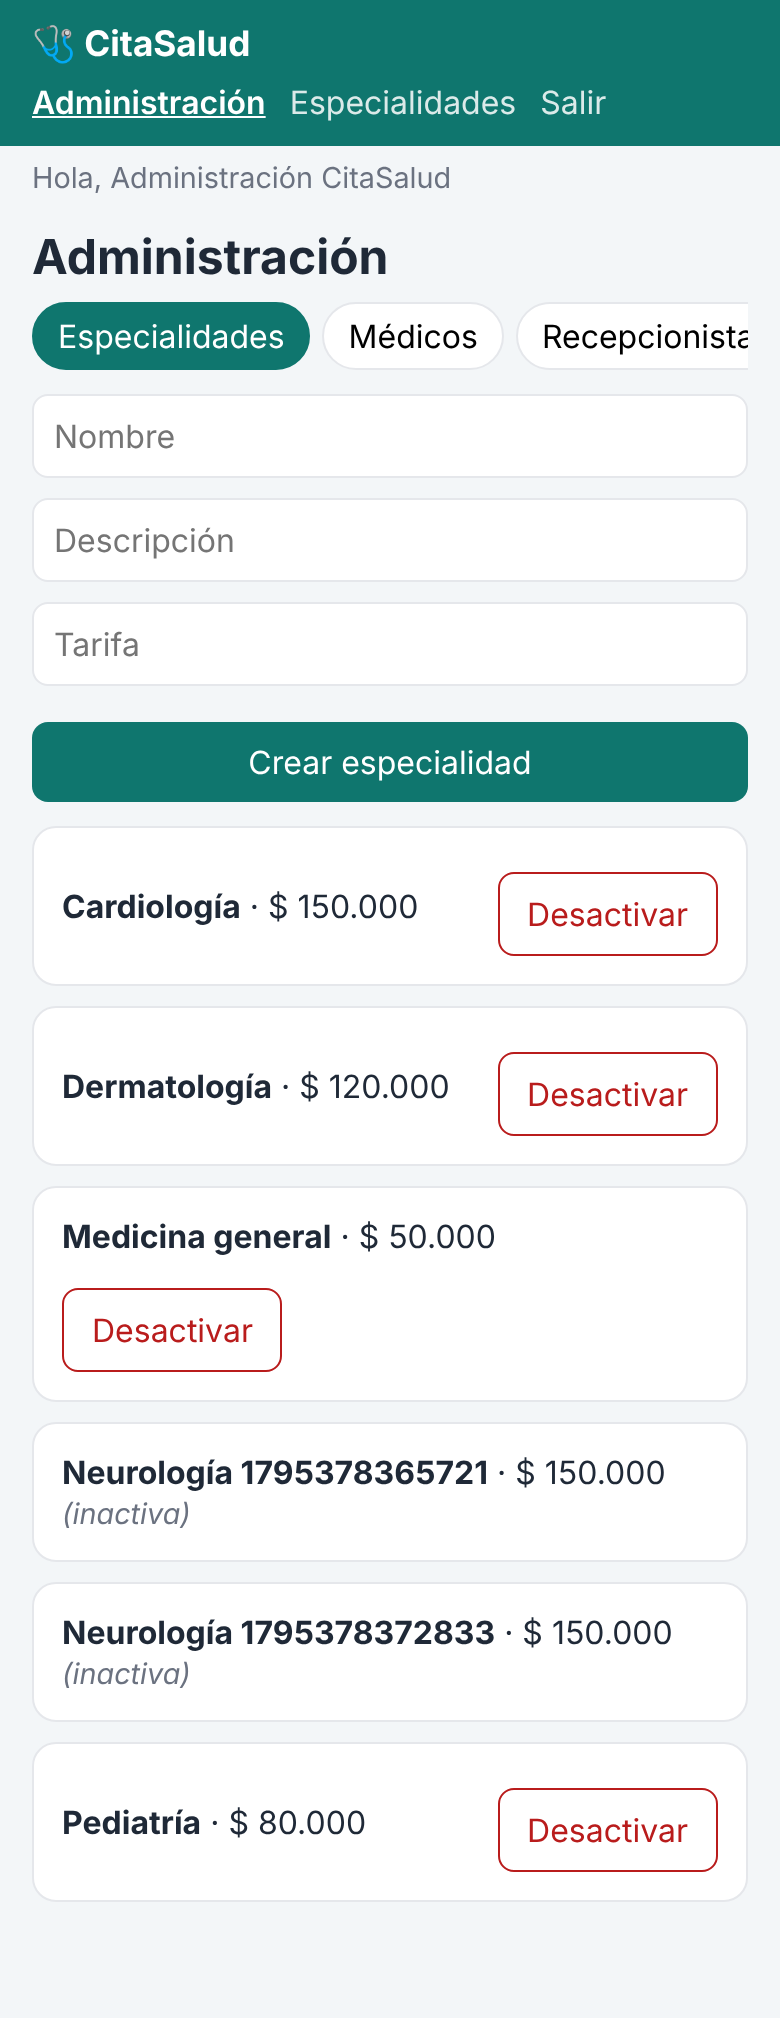 CitaSalud
Administración Especialidades Salir
Hola, Administración CitaSalud
Administración
Especialidades Médicos Recepcionista
Nombre
Descripción
Tarifa
Crear especialidad
Cardiología · $ 150.000 Desactivar
Dermatología · $ 120.000 Desactivar
Medicina general · $ 50.000
Desactivar
Neurología 1795378365721 · $ 150.000
(inactiva)
Neurología 1795378372833 · $ 150.000
(inactiva)
Pediatría · $ 80.000 Desactivar